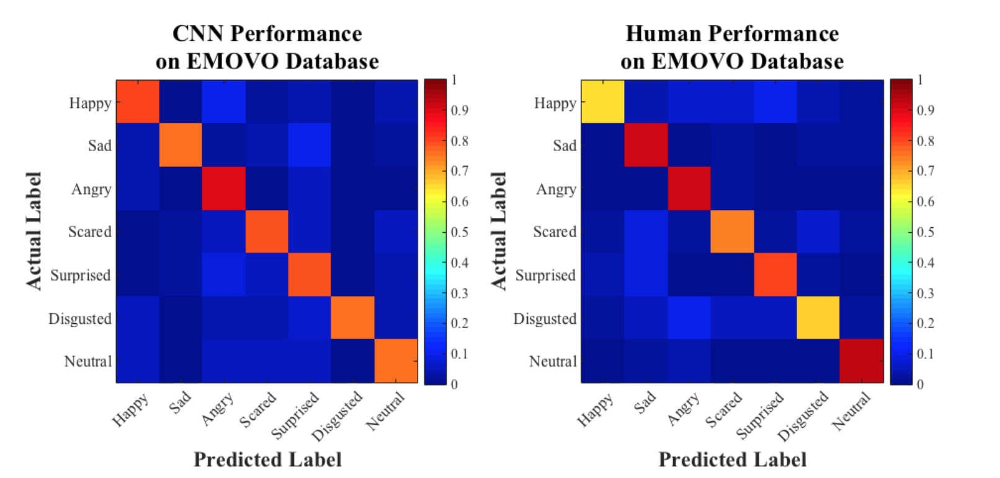 CNN Performance
on EMOVO Database
Actual Label
Happy
Sad
Angry
Scared
Surprised
Disgusted
Neutral
Happy
Sad
Angry
Scared
Surprised
Disgusted
Neutral
Predicted Label
1
0.9
0.8
0.7
0.6
0.5
0.4
0.3
0.2
0.1
0
Human Performance
on EMOVO Database
Actual Label
Happy
Sad
Angry
Scared
Surprised
Disgusted
Neutral
Happy
Sad
Angry
Scared
Surprised
Disgusted
Neutral
Predicted Label
1
0.9
0.8
0.7
0.6
0.5
0.4
0.3
0.2
0.1
0